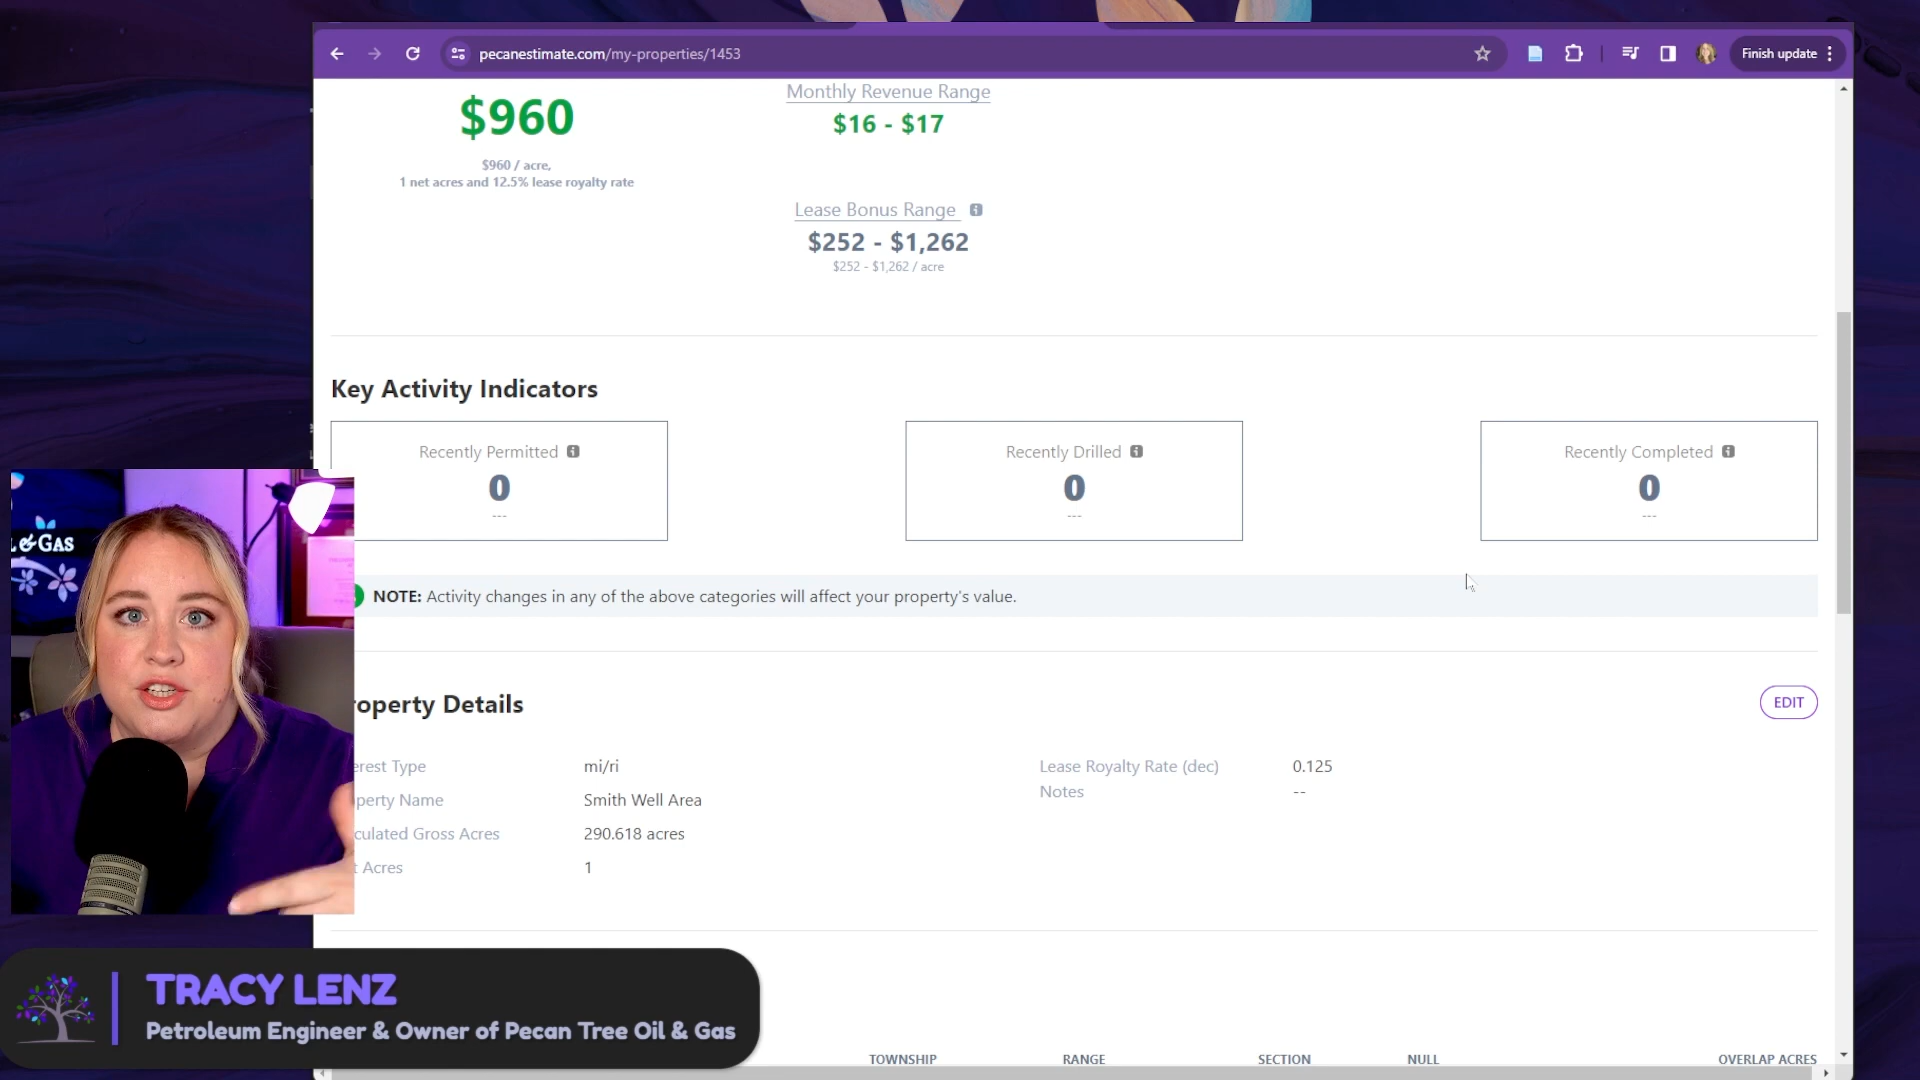 pecanestimate.com/my-properties/1453
Finish update
$960
$960 / acre,
1 net acres and 12.5% lease royalty rate
Monthly Revenue Range
$16 - $17
Lease Bonus Range
$252 - $1,262
$252 - $1,262 / acre
Key Activity Indicators
Recently Permitted
0
---
Recently Drilled
0
---
Recently Completed
0
---
NOTE: Activity changes in any of the above categories will affect your property's value.
roperty Details
EDIT
erest Type mi/ri
perty Name Smith Well Area
culated Gross Acres 290.618 acres
t Acres 1
Lease Royalty Rate (dec) 0.125
Notes --
& GAS
TRACY LENZ
Petroleum Engineer & Owner of Pecan Tree Oil & Gas
TOWNSHIP RANGE SECTION NULL OVERLAP ACRES